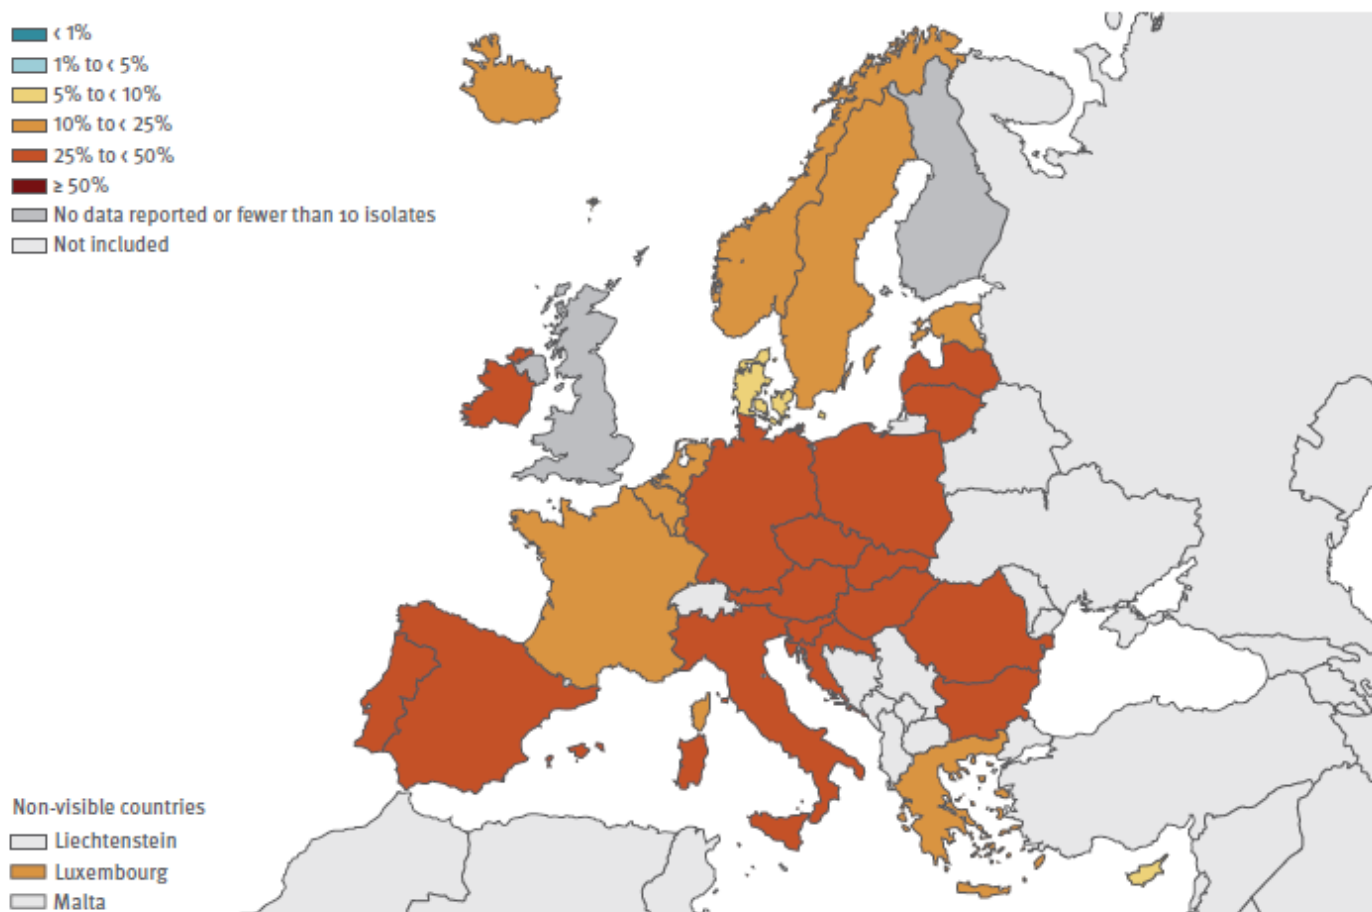 < 1%
1% to < 5%
5% to < 10%
10% to < 25%
25% to < 50%
≥ 50%
No data reported or fewer than 10 isolates
Not included
Non-visible countries
Liechtenstein
Luxembourg
Malta